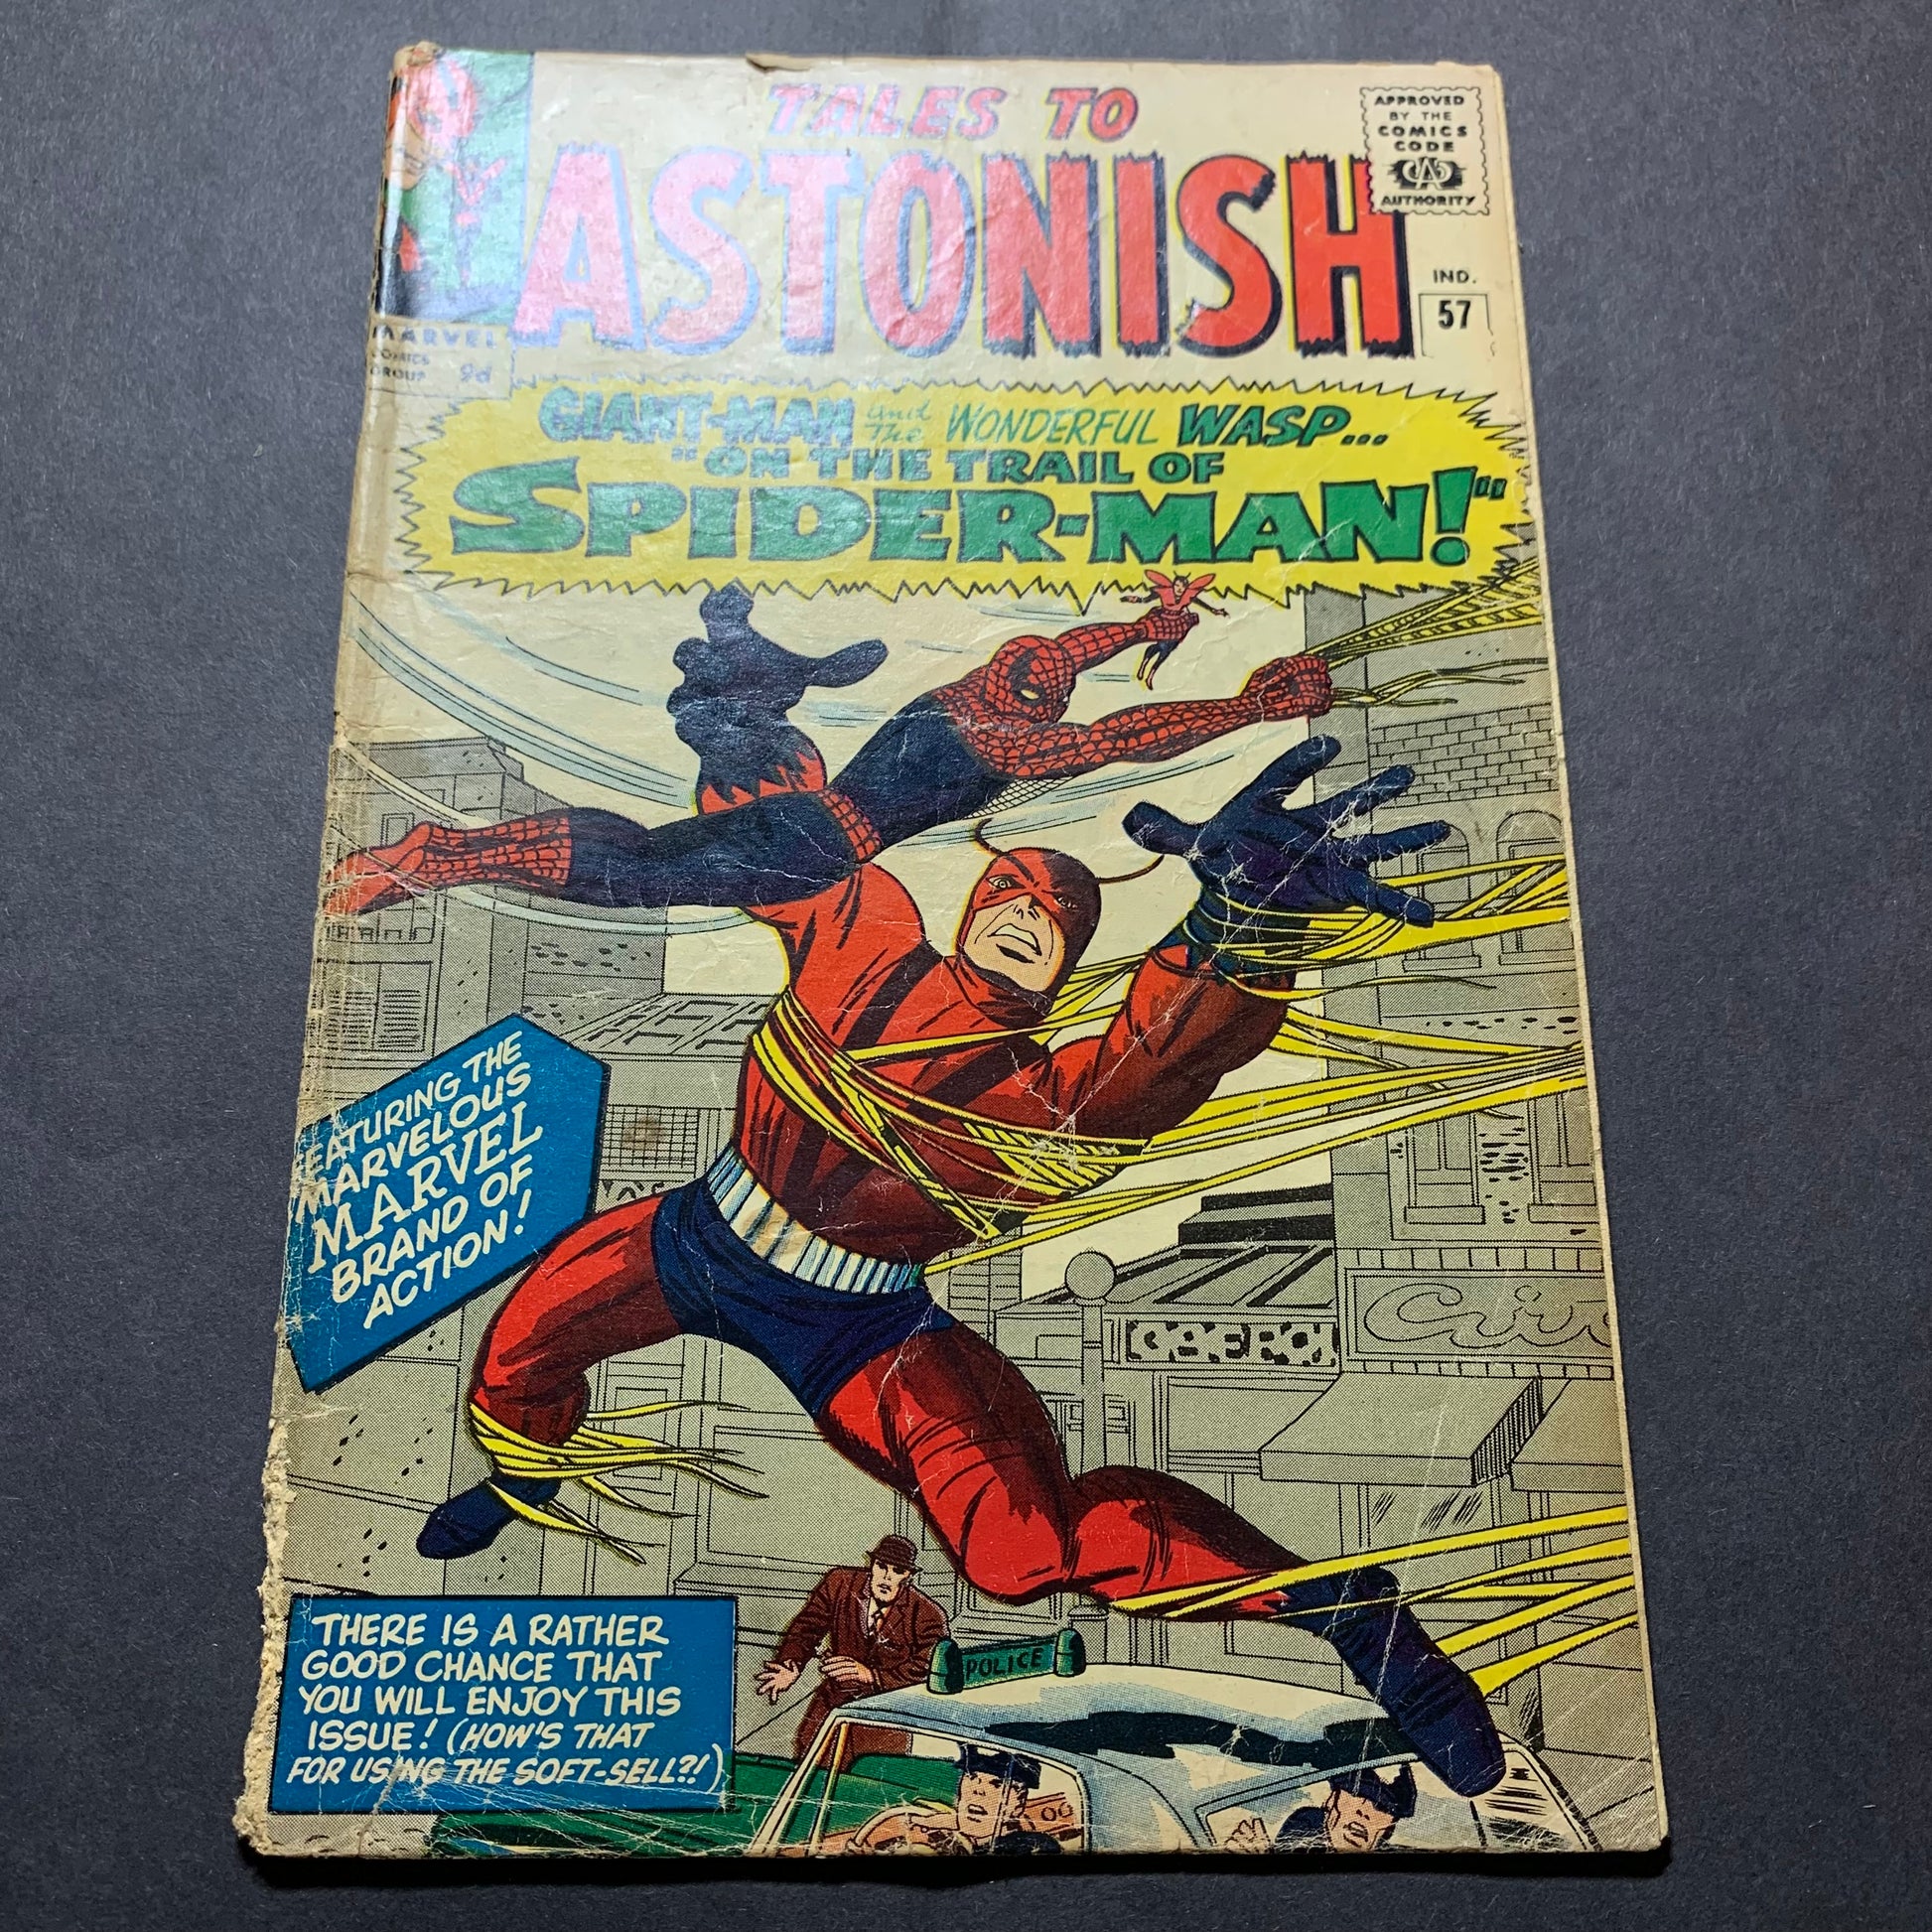 TALES TO
ASTONISH
APPROVED
BY THE
COMICS
CODE
CA
AUTHORITY
IND.
57
MARVEL
COMICS
GROUP 9d
GIANT-MAN and The WONDERFUL WASP...
"ON THE TRAIL OF
SPIDER-MAN!"
FEATURING THE
MARVELOUS
MARVEL
BRAND OF
ACTION!
THERE IS A RATHER
GOOD CHANCE THAT
YOU WILL ENJOY THIS
ISSUE! (HOW'S THAT
FOR USING THE SOFT-SELL?!)
POLICE